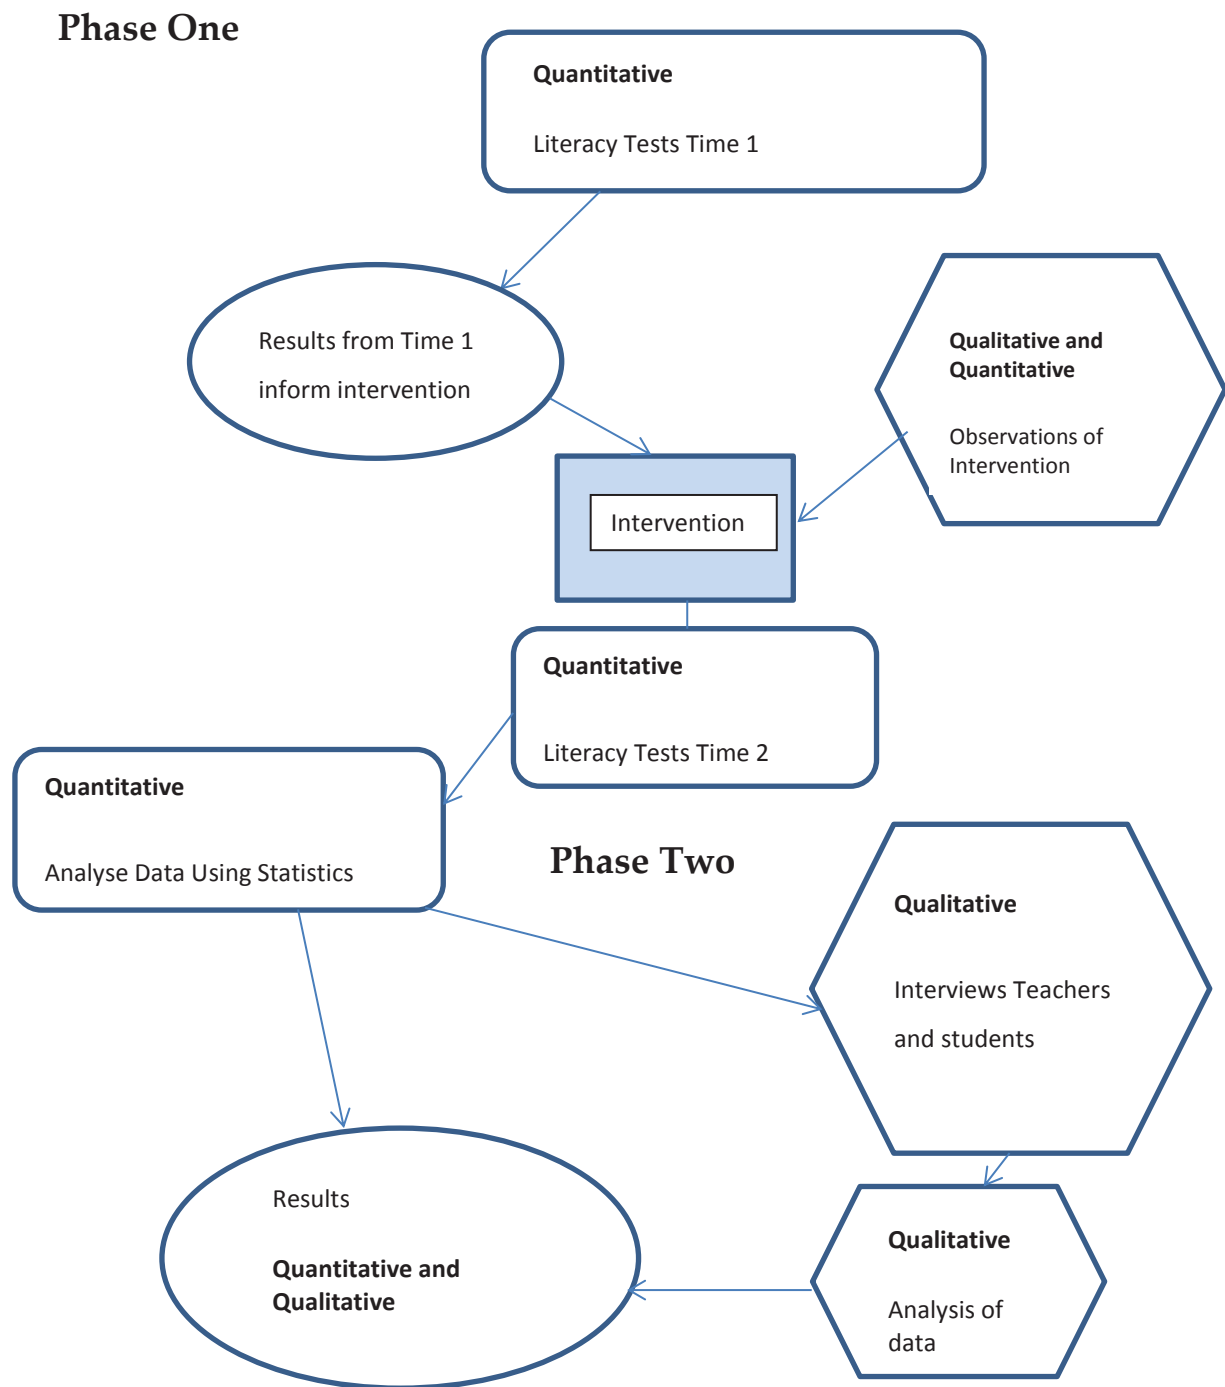 Phase One
Quantitative
Literacy Tests Time 1
Results from Time 1
inform intervention
Qualitative and
Quantitative
Observations of
Intervention
Intervention
Quantitative
Literacy Tests Time 2
Quantitative
Analyse Data Using Statistics
Phase Two
Qualitative
Interviews Teachers
and students
Results
Quantitative and
Qualitative
Qualitative
Analysis of
data